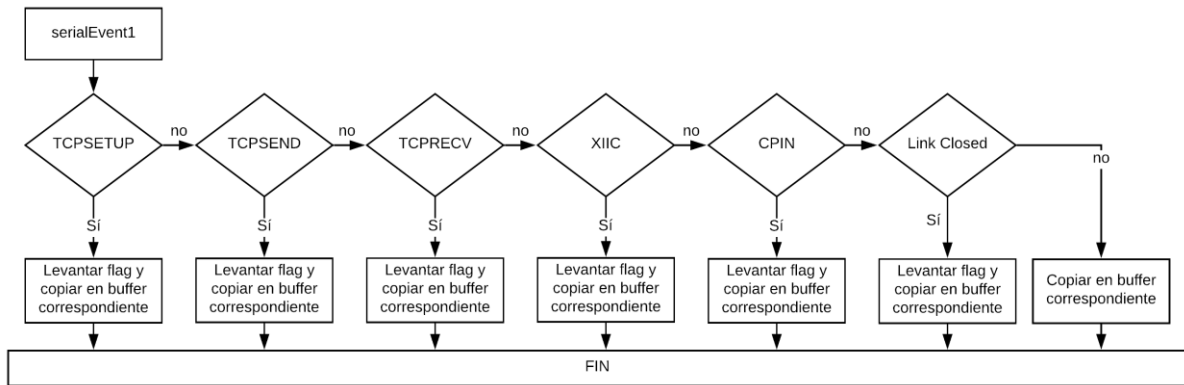 serialEvent1
TCPSETUP
no
TCPSEND
no
TCPRECV
no
XIIC
no
CPIN
no
Link Closed
no
Sí
Sí
Sí
Sí
Sí
Sí
Levantar flag y
copiar en buffer
correspondiente
Levantar flag y
copiar en buffer
correspondiente
Levantar flag y
copiar en buffer
correspondiente
Levantar flag y
copiar en buffer
correspondiente
Levantar flag y
copiar en buffer
correspondiente
Levantar flag y
copiar en buffer
correspondiente
Copiar en buffer
correspondiente
FIN